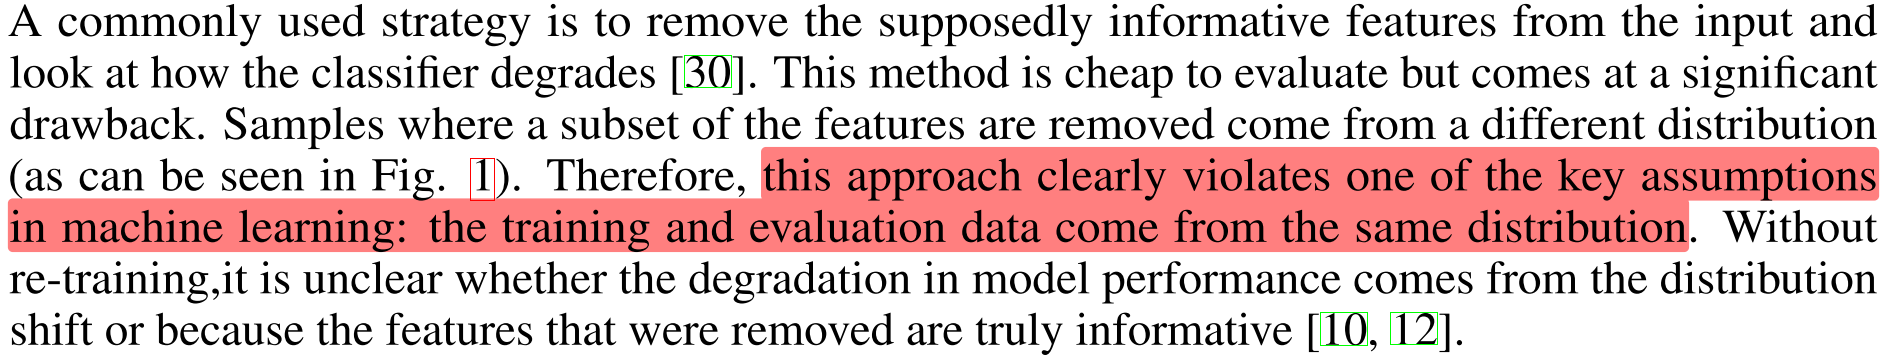 A commonly used strategy is to remove the supposedly informative features from the input and
look at how the classifier degrades [30]. This method is cheap to evaluate but comes at a significant
drawback. Samples where a subset of the features are removed come from a different distribution
(as can be seen in Fig. 1). Therefore, this approach clearly violates one of the key assumptions
in machine learning: the training and evaluation data come from the same distribution. Without
re-training,it is unclear whether the degradation in model performance comes from the distribution
shift or because the features that were removed are truly informative [10, 12].